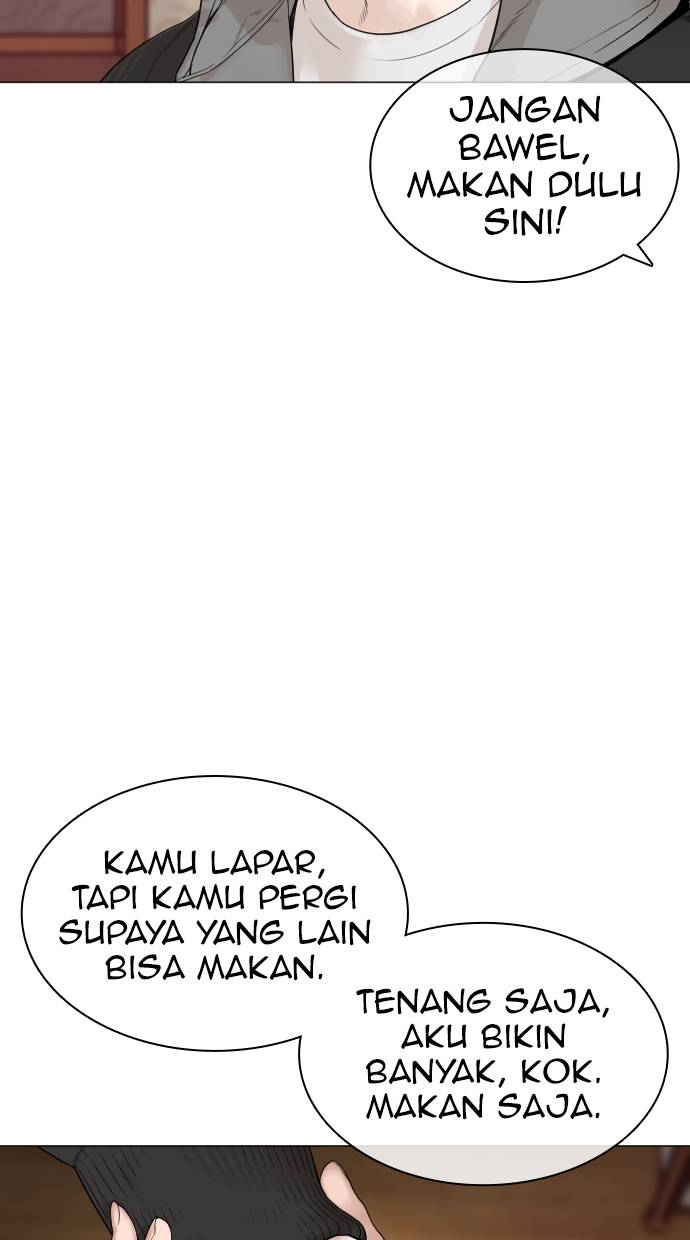 JANGAN
BAWEL,
MAKAN DULU
SINI!
KAMU LAPAR,
TAPI KAMU PERGI
SUPAYA YANG LAIN
BISA MAKAN.
TENANG SAJA,
AKU BIKIN
BANYAK, KOK.
MAKAN SAJA.